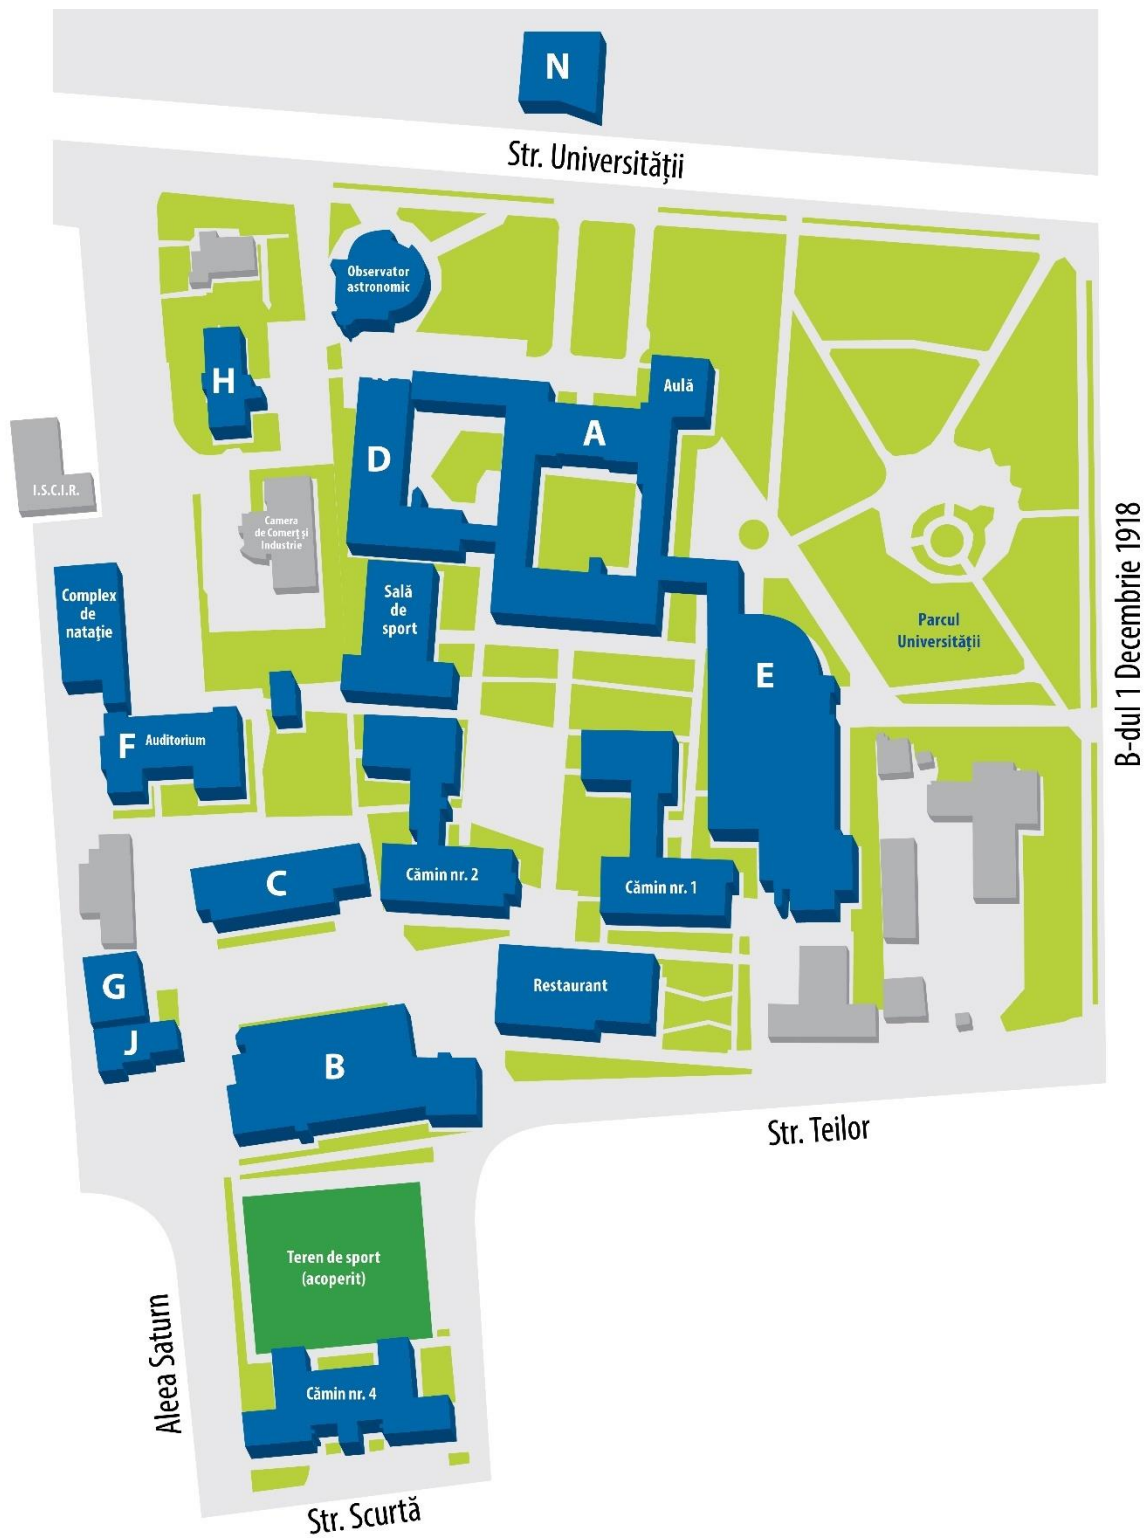 N
Str. Universității
Observator
astronomic
H
Aulă
A
D
I.S.C.I.R.
Camera
de Comerț și
Industrie
B-dul 1 Decembrie 1918
Complex
de
natație
Sală
de
sport
Parcul
Universității
E
F Auditorium
C
Cămin nr. 2
Cămin nr. 1
G
Restaurant
J
B
Str. Teilor
Teren de sport
(acoperit)
Aleea Saturn
Cămin nr. 4
Str. Scurtă